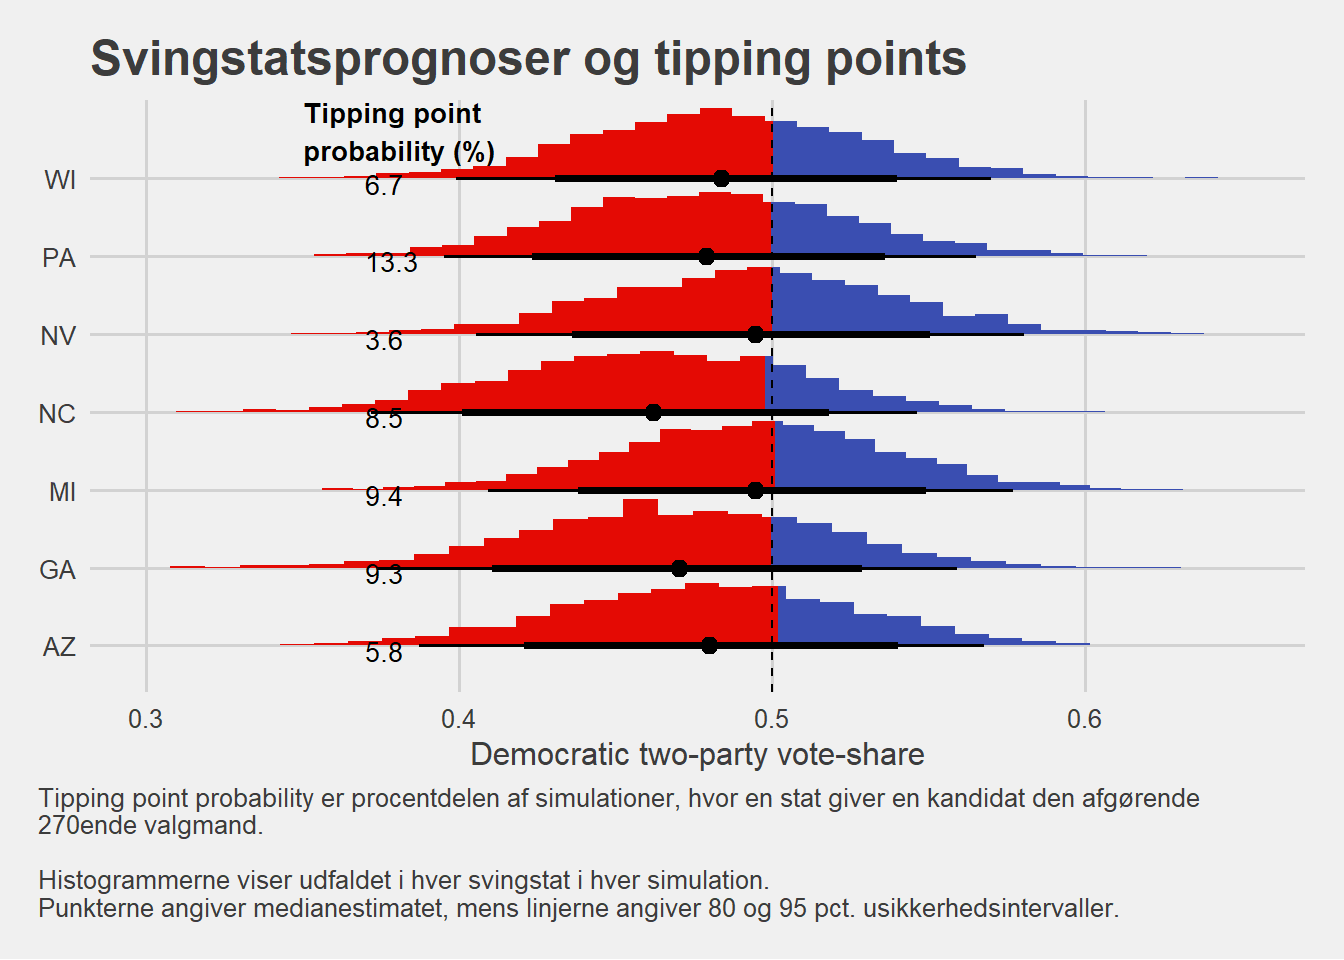 Svingstatsprognoser og tipping points
Tipping point
probability (%)
WI
6.7
PA
13.3
NV
3.6
NC
8.5
MI
9.4
GA
9.3
AZ
5.8
0.3 0.4 0.5 0.6
Democratic two-party vote-share
Tipping point probability er procentdelen af simulationer, hvor en stat giver en kandidat den afgørende
270ende valgmand.
Histogrammerne viser udfaldet i hver svingstat i hver simulation.
Punkterne angiver medianestimatet, mens linjerne angiver 80 og 95 pct. usikkerhedsintervaller.